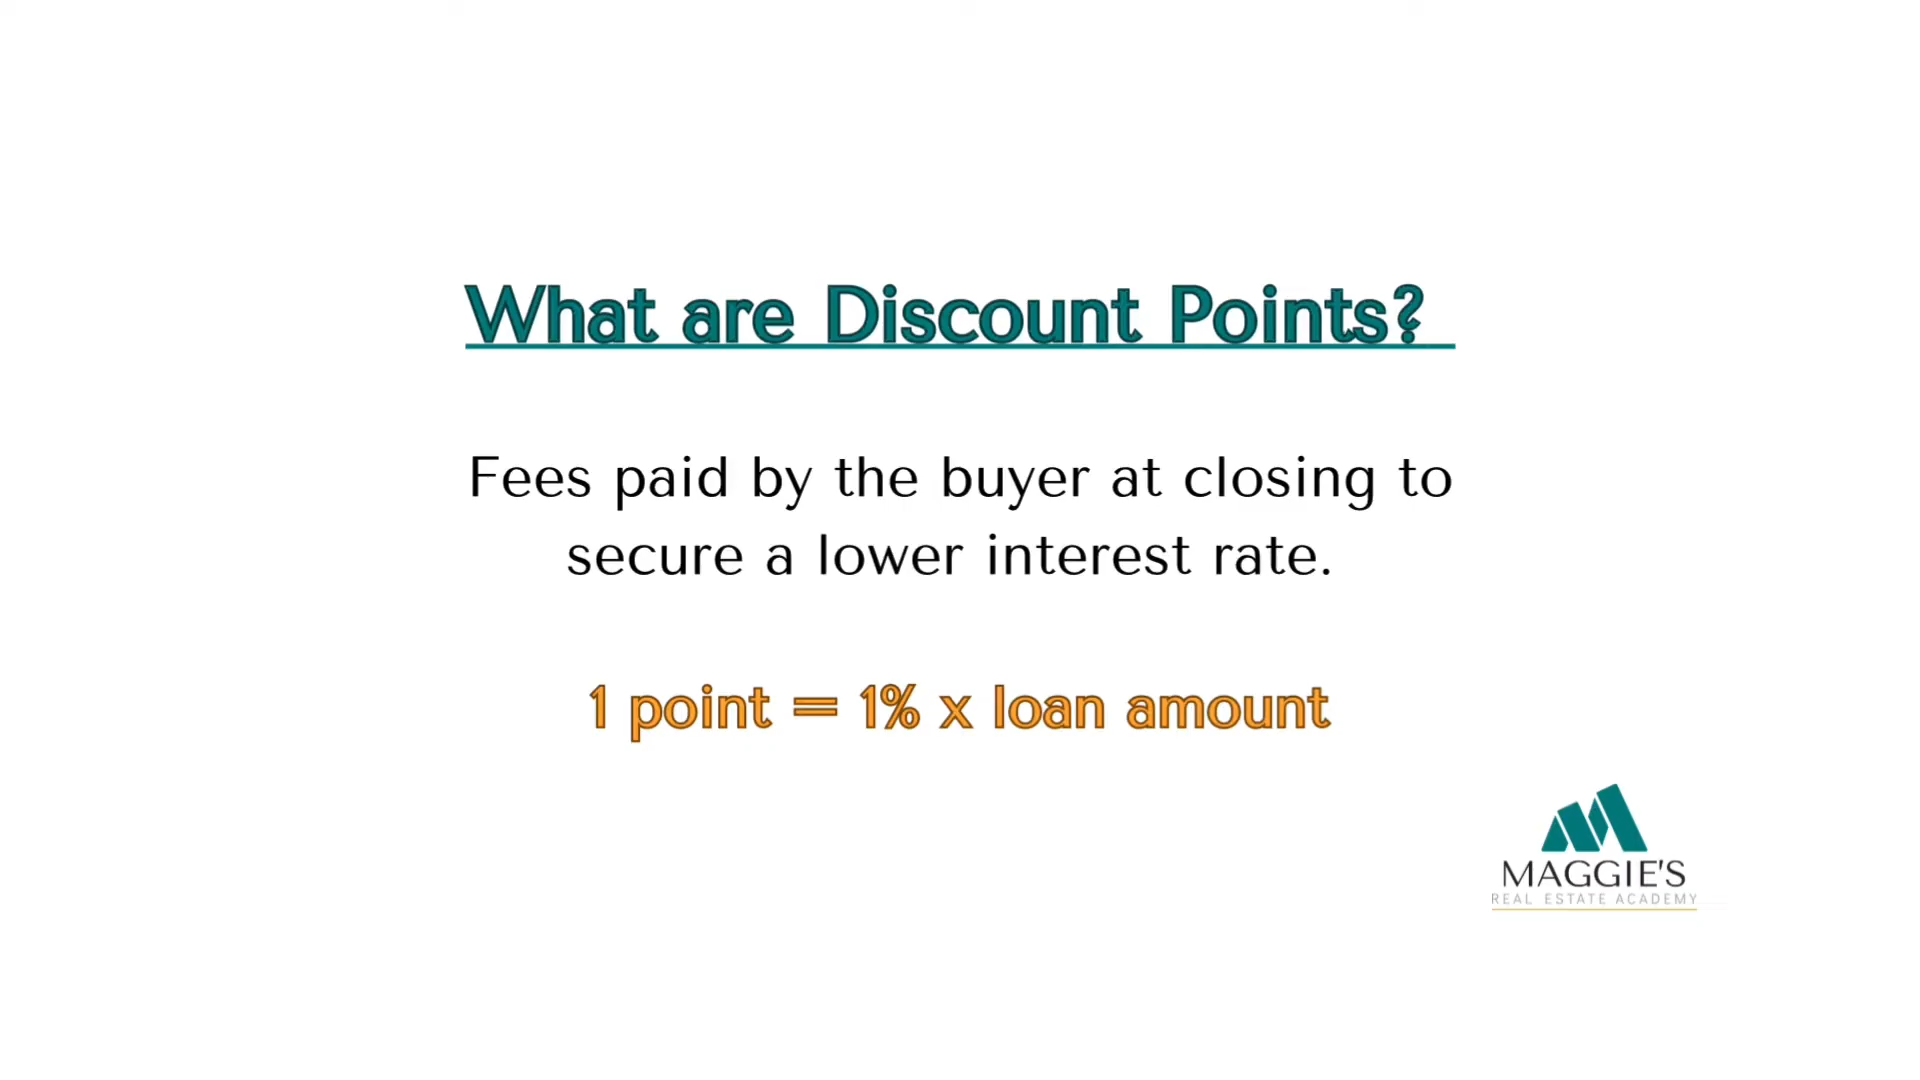 What are Discount Points?
Fees paid by the buyer at closing to
secure a lower interest rate.
1 point = 1% x loan amount
MAGGIE'S
REAL ESTATE ACADEMY